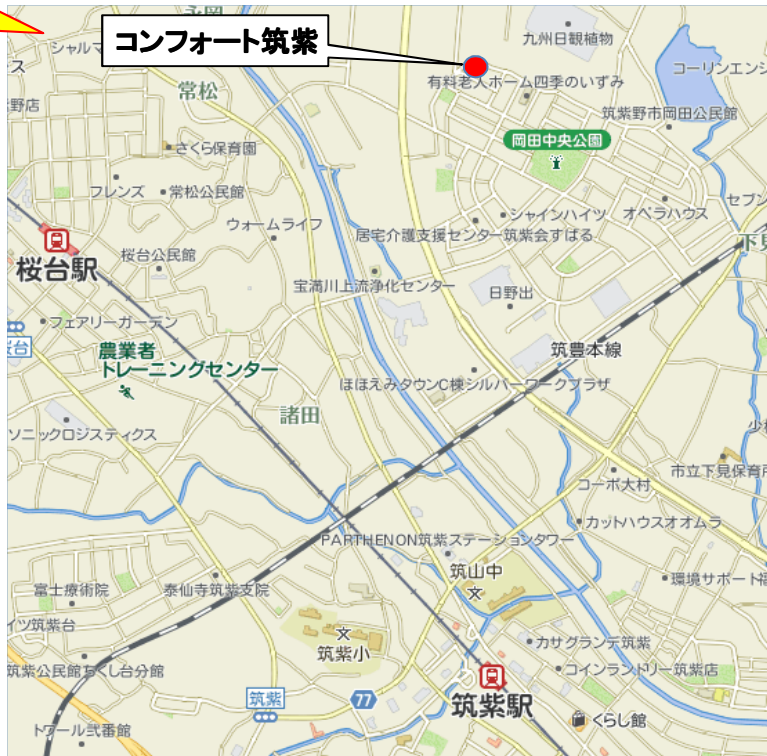 永岡
コンフォート筑紫
シャルマ
九州日観植物
ス
コーリンエンジ
有料老人ホーム四季のいずみ
常松
野店
筑紫野市岡田公民館
岡田中央公園
さくら保育園
フレンズ
常松公民館
シャインハイツ
オペラハウス
セブン
ウォームライフ
居宅介護支援センター筑紫会すばる
下見
桜台公民館
桜台駅
宝満川上流浄化センター
日野出
フェアリーガーデン
桜台
筑豊本線
農業者
トレーニングセンター
ほほえみタウンC棟シルバーワークプラザ
諸田
ソニックロジスティクス
市立下見保育所
コーポ大村
カットハウスオオムラ
PARTHENON筑紫ステーションタワー
筑山中
環境サポート福
富士療術院
泰仙寺筑紫支院
イツ筑紫台
筑紫小
カサグランデ筑紫
筑紫公民館ちくし台分館
コインランドリー筑紫店
筑紫
77
筑紫駅
くらし館
トワール弐番館